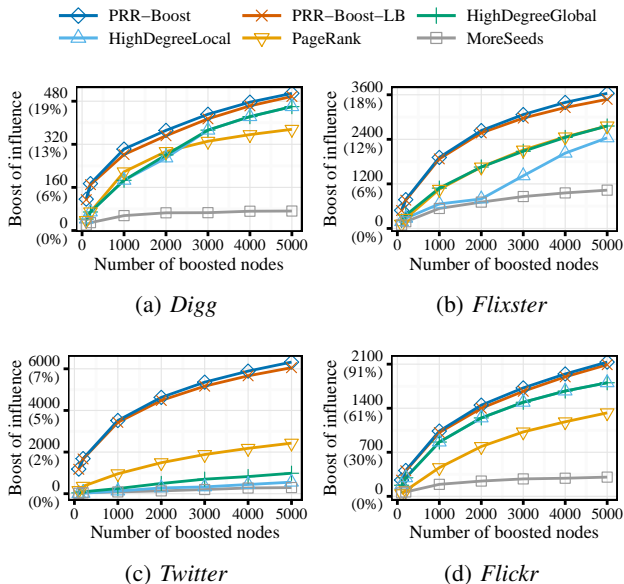 PRR−Boost PRR−Boost−LB HighDegreeGlobal
HighDegreeLocal PageRank MoreSeeds
Boost of influence
480
(19%)
320
(13%)
160
(6%)
0
(0%)
0 1000 2000 3000 4000 5000
Number of boosted nodes
(a) Digg
Boost of influence
3600
(18%)
2400
(12%)
1200
(6%)
0
(0%)
0 1000 2000 3000 4000 5000
Number of boosted nodes
(b) Flixster
Boost of influence
6000
(7%)
4000
(5%)
2000
(2%)
0
(0%)
0 1000 2000 3000 4000 5000
Number of boosted nodes
(c) Twitter
Boost of influence
2100
(91%)
1400
(61%)
700
(30%)
0
(0%)
0 1000 2000 3000 4000 5000
Number of boosted nodes
(d) Flickr